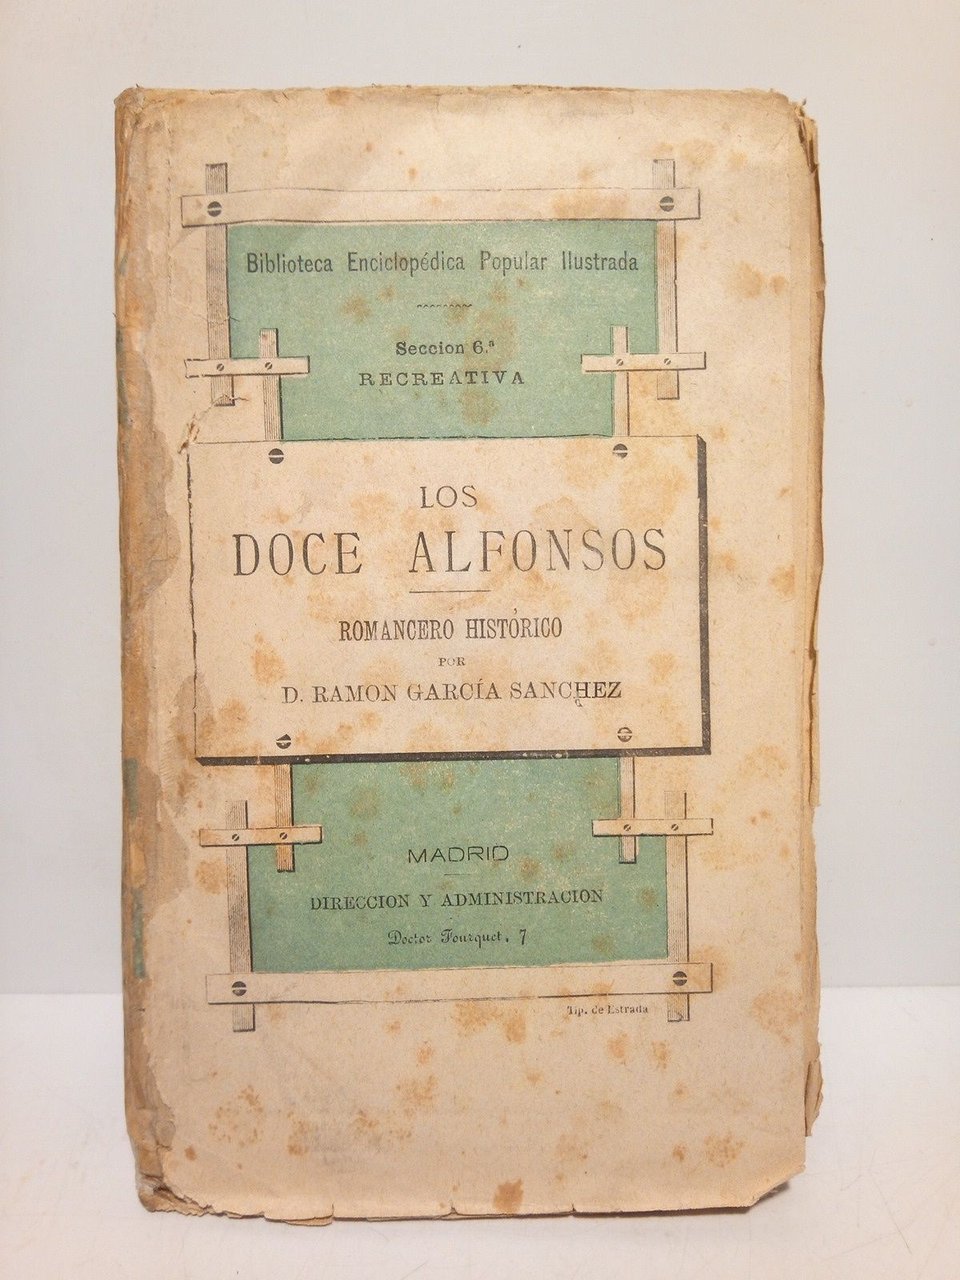 Biblioteca Enciclopédica Popular Ilustrada
Seccion 6.ª
RECREATIVA
LOS
DOCE ALFONSOS
ROMANCERO HISTÓRICO
POR
D. RAMON GARCÍA SANCHEZ
MADRID
DIRECCION Y ADMINISTRACION
Doctor Fourquet, 7
Tip. de Estrada